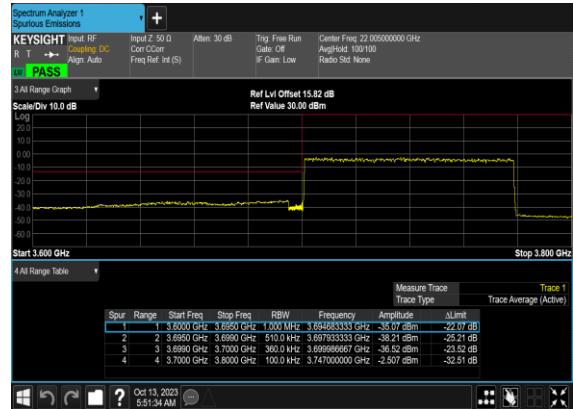 Spectrum Analyzer 1
Spurious Emissions
+
KEYSIGHT Input: RF Input Z: 50 Ω Atten: 30 dB Trig: Free Run Center Freq: 22.005000000 GHz
R T Coupling: DC Corr CCorr Gate: Off Avg|Hold: 100/100
Align: Auto Freq Ref: Int (S) IF Gain: Low Radio Std: None
LW PASS
3 All Range Graph
Ref Lvl Offset 15.82 dB
Scale/Div 10.0 dB Ref Value 30.00 dBm
Log
20.0
10.0
0.00
-10.0
-20.0
-30.0
-40.0
-50.0
-60.0
Start 3.600 GHz Stop 3.800 GHz
4 All Range Table
Measure Trace Trace 1
Trace Type Trace Average (Active)
Spur Range Start Freq Stop Freq RBW Frequency Amplitude ΔLimit
1 1 3.6000 GHz 3.6950 GHz 1.000 MHz 3.694683333 GHz -35.07 dBm -22.07 dB
2 2 3.6950 GHz 3.6990 GHz 510.0 kHz 3.697933333 GHz -38.21 dBm -25.21 dB
3 3 3.6990 GHz 3.7000 GHz 360.0 kHz 3.699986667 GHz -36.52 dBm -23.52 dB
4 4 3.7000 GHz 3.8000 GHz 100.0 kHz 3.747000000 GHz -2.507 dBm -32.51 dB
? Oct 13, 2023
5:51:34 AM